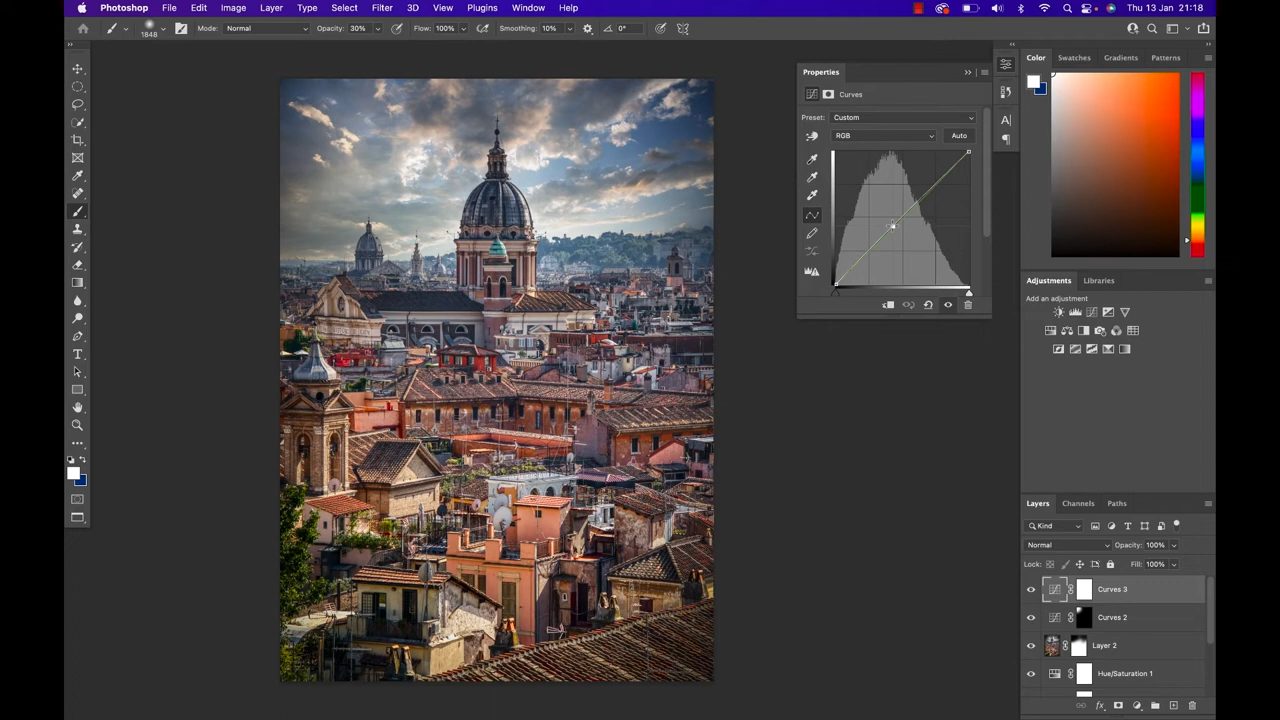 Photoshop File Edit Image Layer Type Select Filter 3D View Plugins Window Help Thu 13 Jan 21:18
1848 Mode: Normal Opacity: 30% Flow: 100% Smoothing: 10% 0°
Properties
Curves
Preset: Custom
RGB Auto
Color Swatches Gradients Patterns
Adjustments Libraries
Add an adjustment
Layers Channels Paths
Kind
Normal Opacity: 100%
Lock: Fill: 100%
Curves 3
Curves 2
Layer 2
Hue/Saturation 1